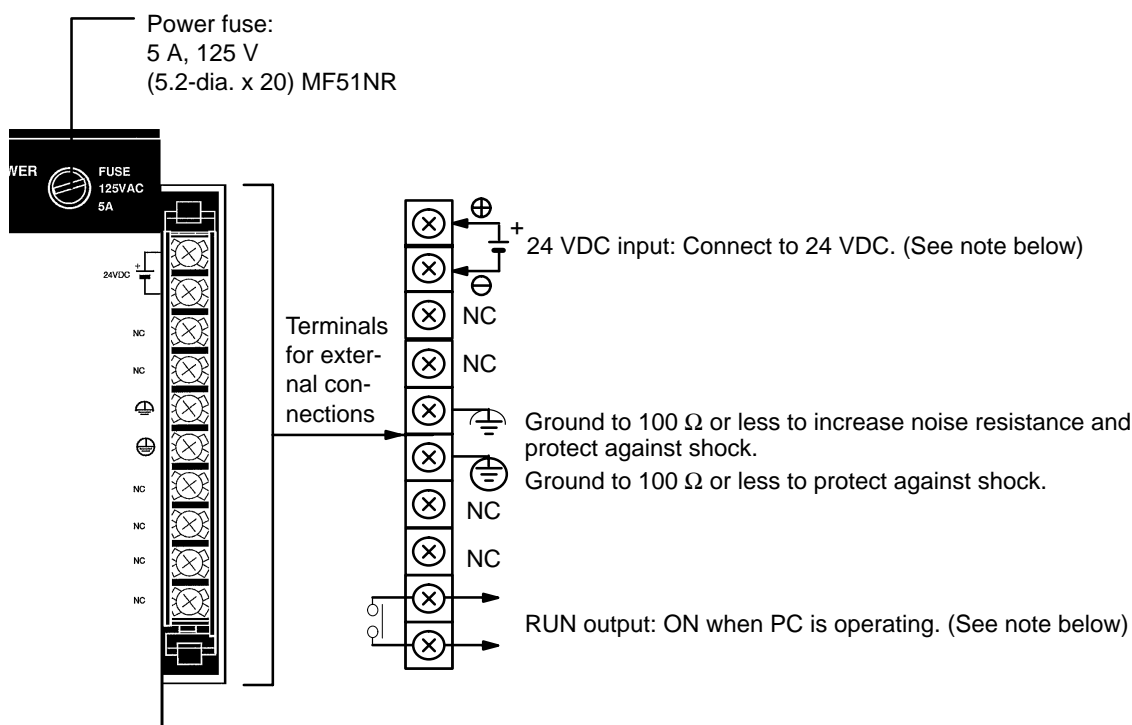 Power fuse:
5 A, 125 V
(5.2-dia. x 20) MF51NR
WER
FUSE
125VAC
5A
24VDC
+
NC
NC
NC
NC
NC
NC
Terminals
for exter-
nal con-
nections
+
24 VDC input: Connect to 24 VDC. (See note below)
NC
NC
Ground to 100 Ω or less to increase noise resistance and
protect against shock.
Ground to 100 Ω or less to protect against shock.
NC
NC
RUN output: ON when PC is operating. (See note below)